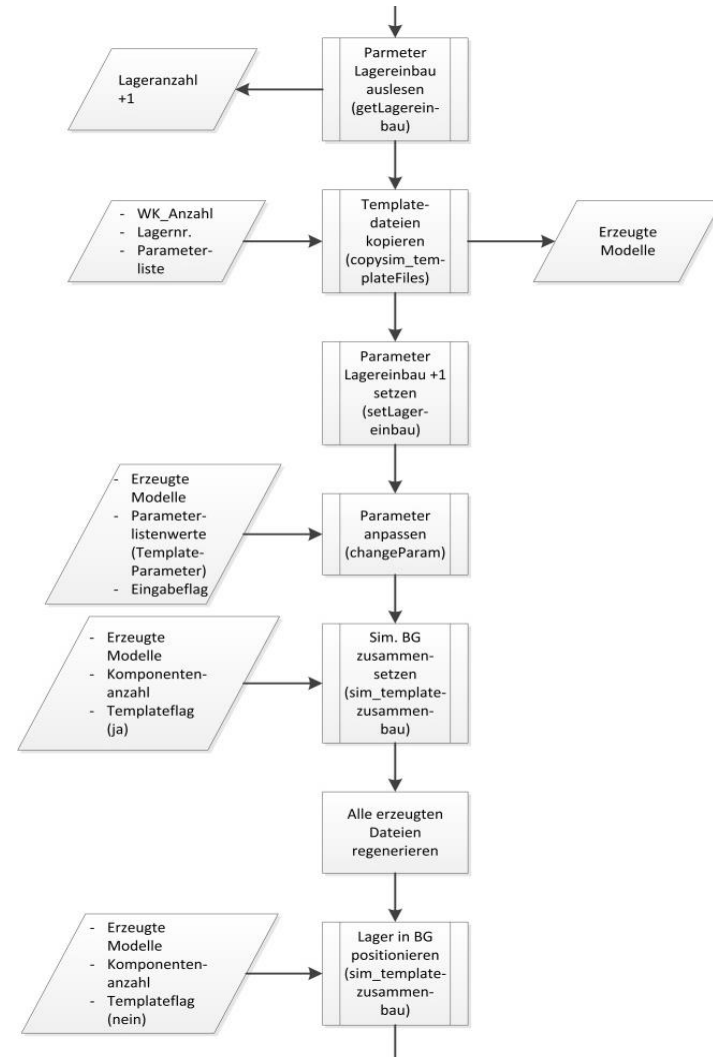 Parmeter
Lagereinbau
auslesen
(getLagerein-
bau)
Lageranzahl
+1
- WK_Anzahl
- Lagernr.
- Parameter-
liste
Template-
dateien
kopieren
(copysim_tem-
plateFiles)
Erzeugte
Modelle
Parameter
Lagereinbau +1
setzen
(setLager-
einbau)
- Erzeugte
Modelle
- Parameter-
listenwerte
(Template-
Parameter)
- Eingabeflag
Parameter
anpassen
(changeParam)
- Erzeugte
Modelle
- Komponenten-
anzahl
- Templateflag
(ja)
Sim. BG
zusammen-
setzen
(sim_template-
zusammen-
bau)
Alle erzeugten
Dateien
regenerieren
- Erzeugte
Modelle
- Komponenten-
anzahl
- Templateflag
(nein)
Lager in BG
positionieren
(sim_template-
zusammen-
bau)